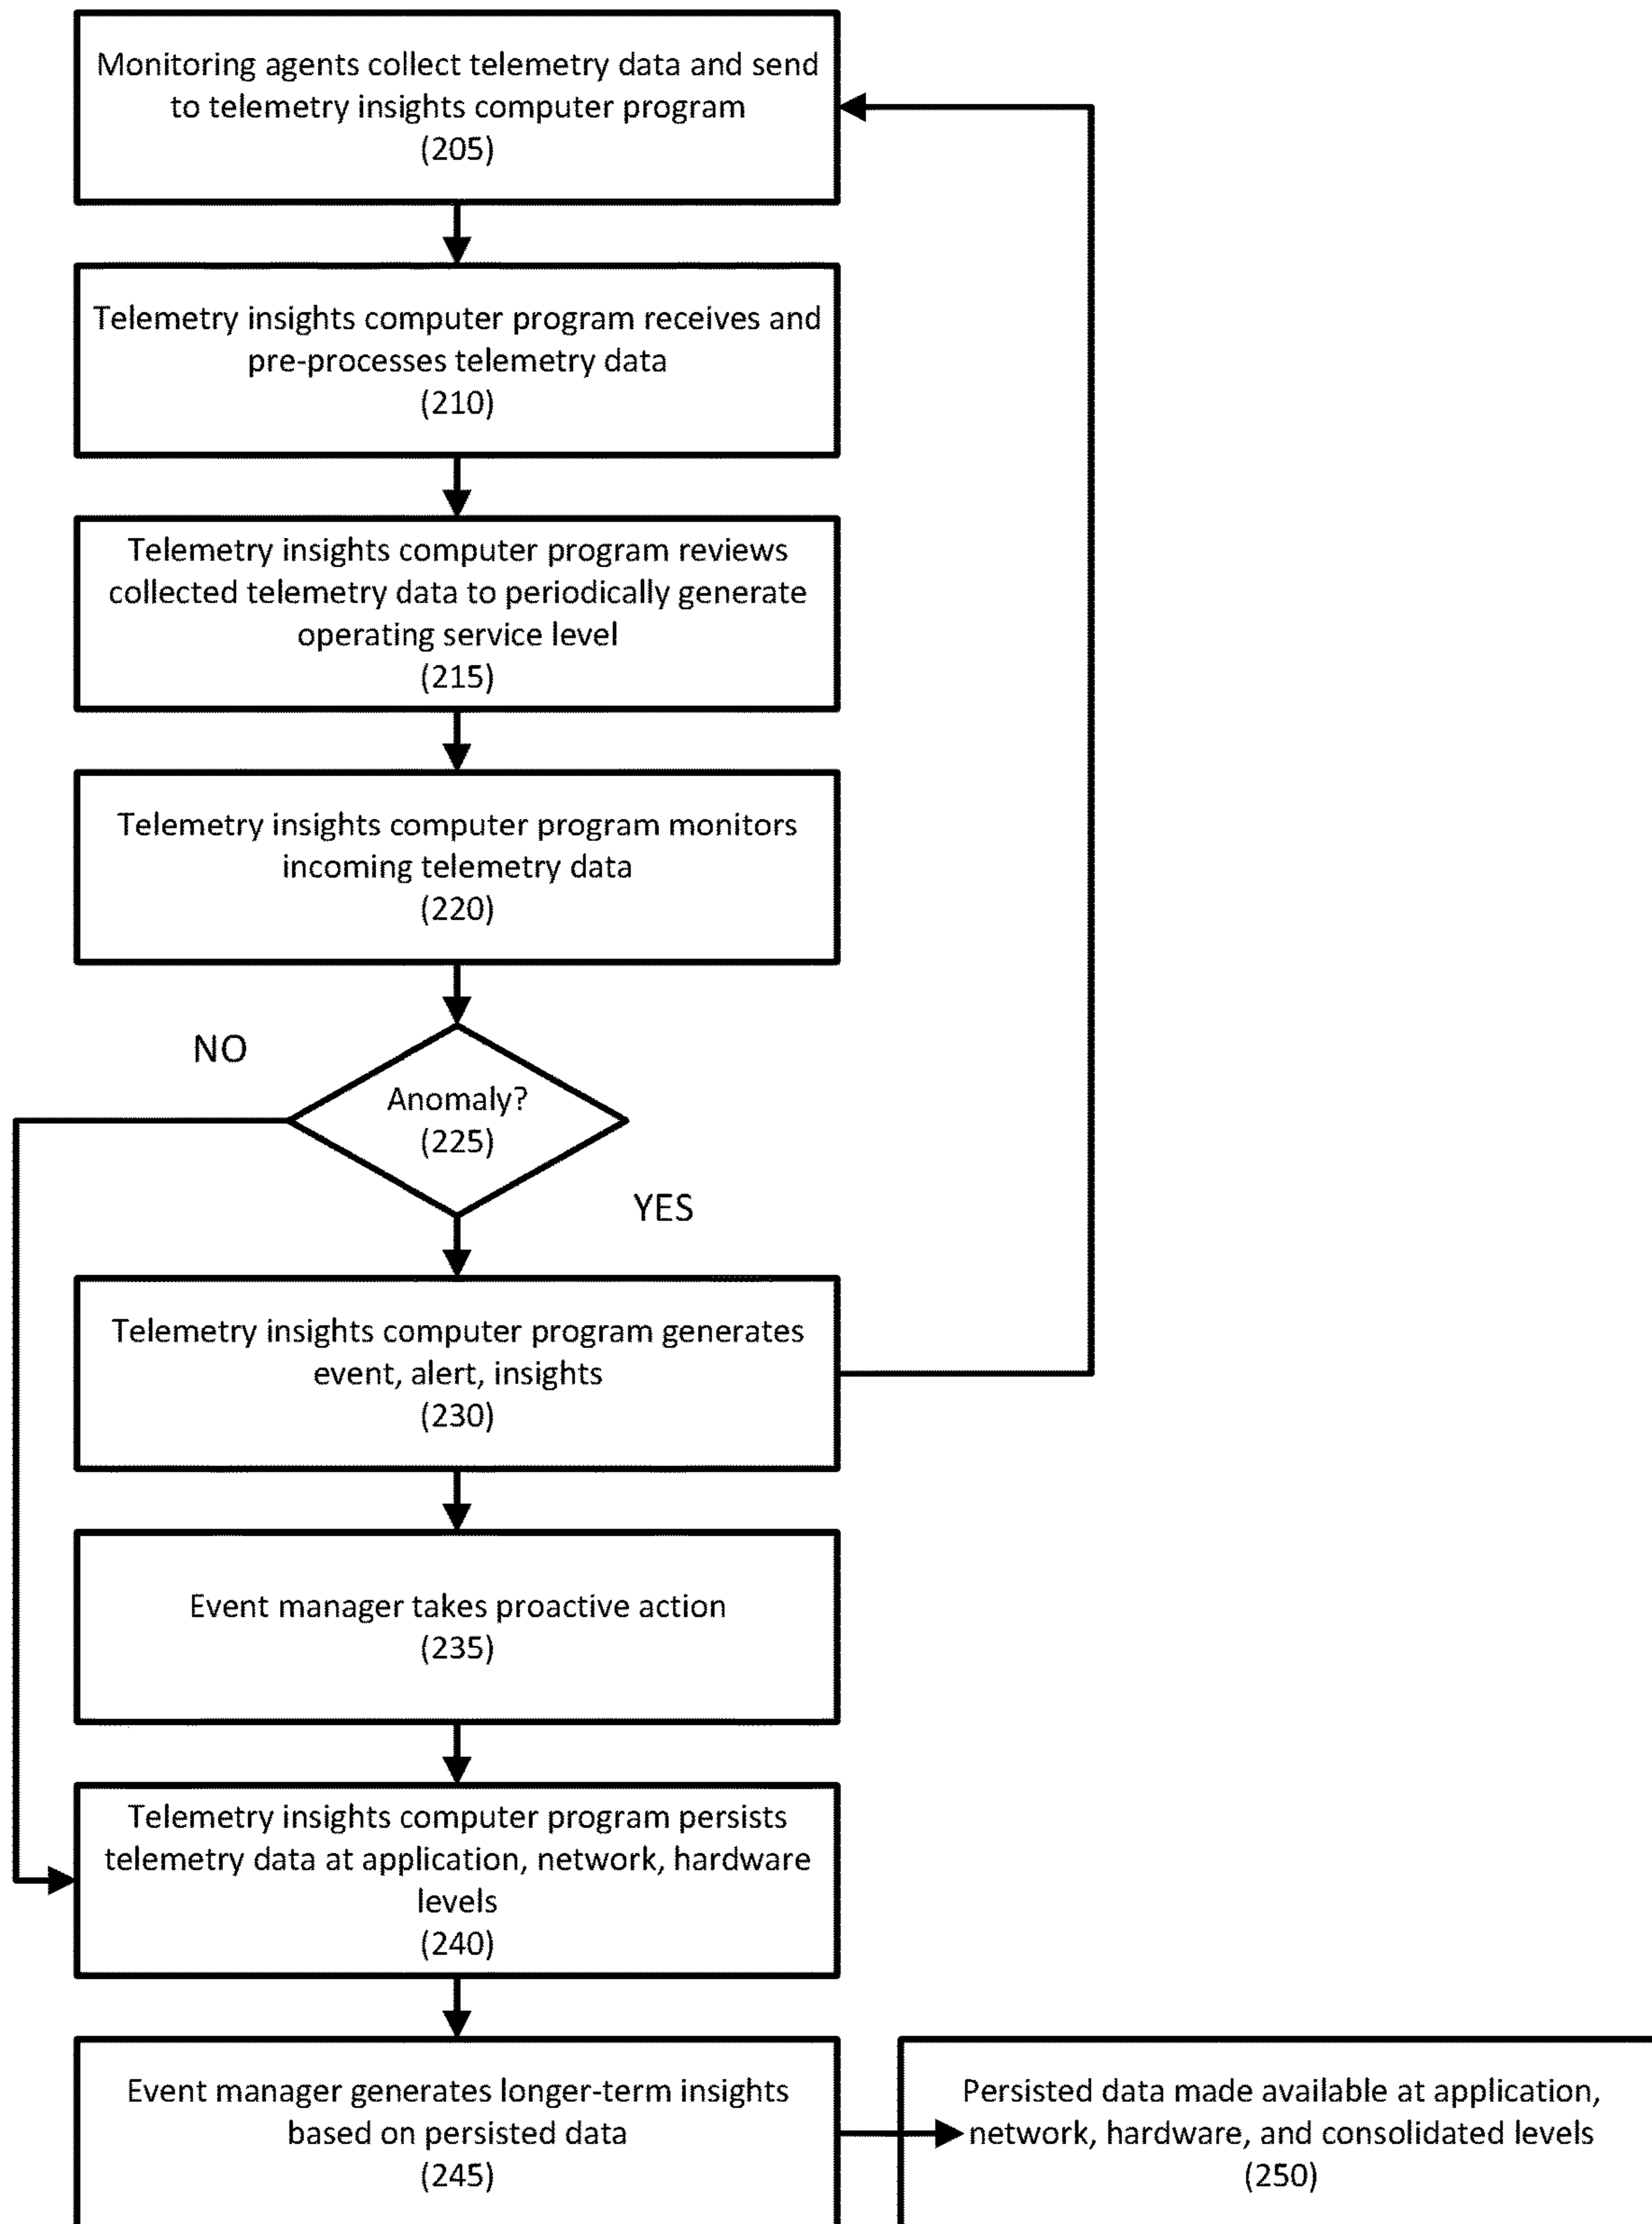 Monitoring agents collect telemetry data and send
to telemetry insights computer program
(205)
Telemetry insights computer program receives and
pre-processes telemetry data
(210)
Telemetry insights computer program reviews
collected telemetry data to periodically generate
operating service level
(215)
Telemetry insights computer program monitors
incoming telemetry data
(220)
NO
Anomaly?
(225)
YES
Telemetry insights computer program generates
event, alert, insights
(230)
Event manager takes proactive action
(235)
Telemetry insights computer program persists
telemetry data at application, network, hardware
levels
(240)
Event manager generates longer-term insights
based on persisted data
(245)
Persisted data made available at application,
network, hardware, and consolidated levels
(250)